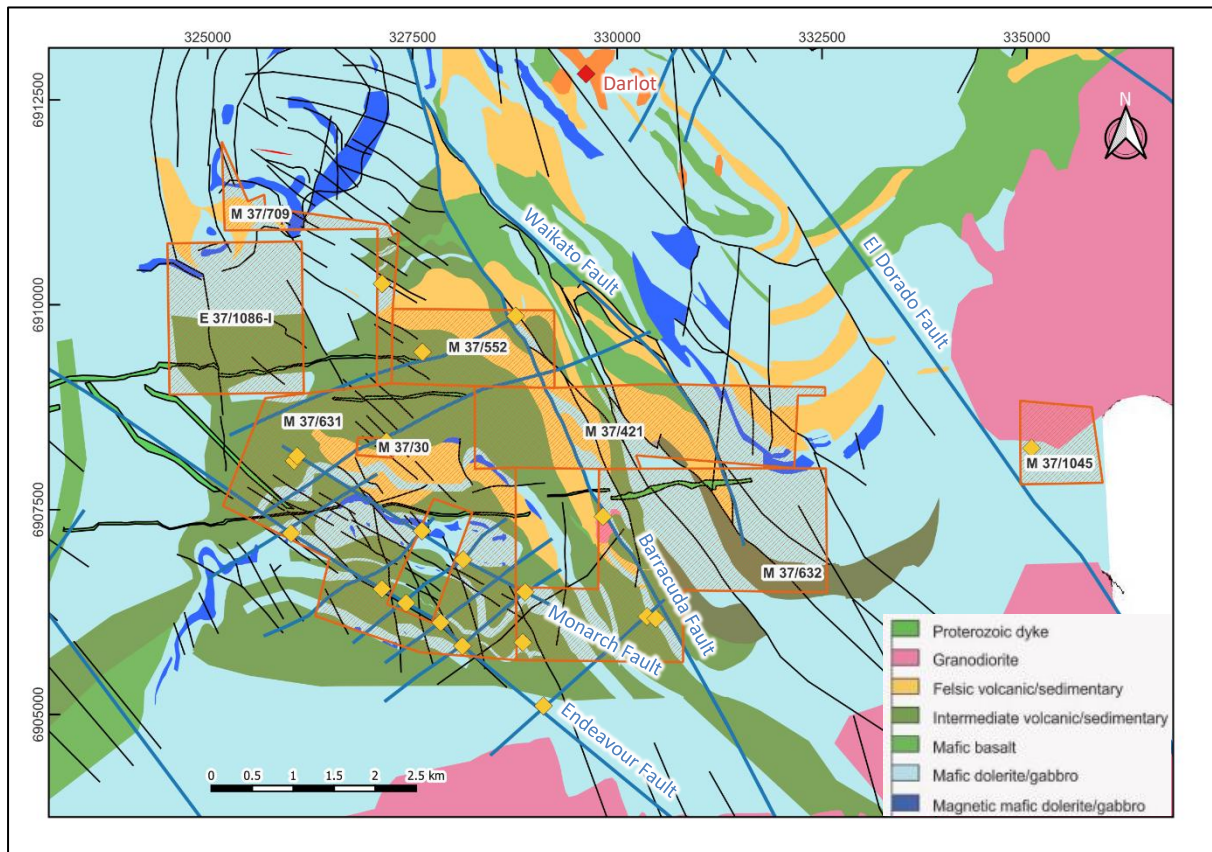 325000
327500
330000
332500
335000
6912500
Darlot
N
M 37/709
Waikato Fault
El Dorado Fault
6910000
E 37/1086-I
M 37/552
M 37/631
M 37/30
M 37/421
M 37/1045
6907500
M 37/632
Barracuda Fault
Monarch Fault
Endeavour Fault
6905000
Proterozoic dyke
Granodiorite
Felsic volcanic/sedimentary
Intermediate volcanic/sedimentary
Mafic basalt
Mafic dolerite/gabbro
Magnetic mafic dolerite/gabbro
0 0.5 1 1.5 2 2.5 km